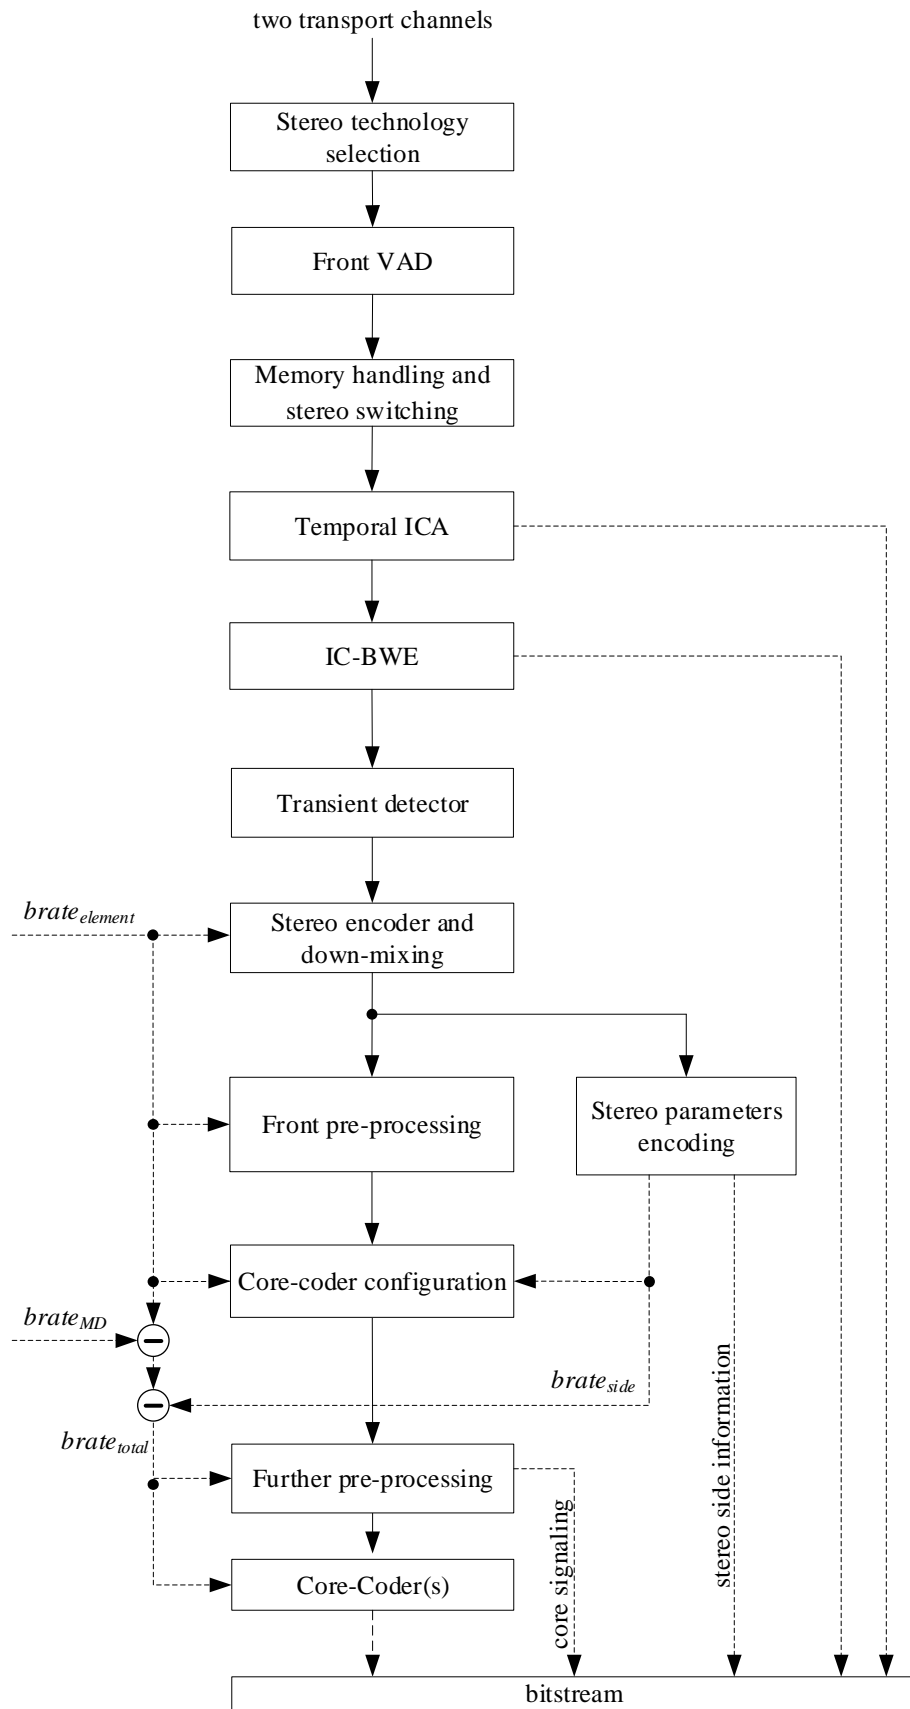 two transport channels
Stereo technology
selection
Front VAD
Memory handling and
stereo switching
Temporal ICA
IC-BWE
Transient detector
brate_element
Stereo encoder and
down-mixing
Front pre-processing
Stereo parameters
encoding
Core-coder configuration
brate_MD
brate_side
brate_total
Further pre-processing
core signaling
stereo side information
Core-Coder(s)
bitstream